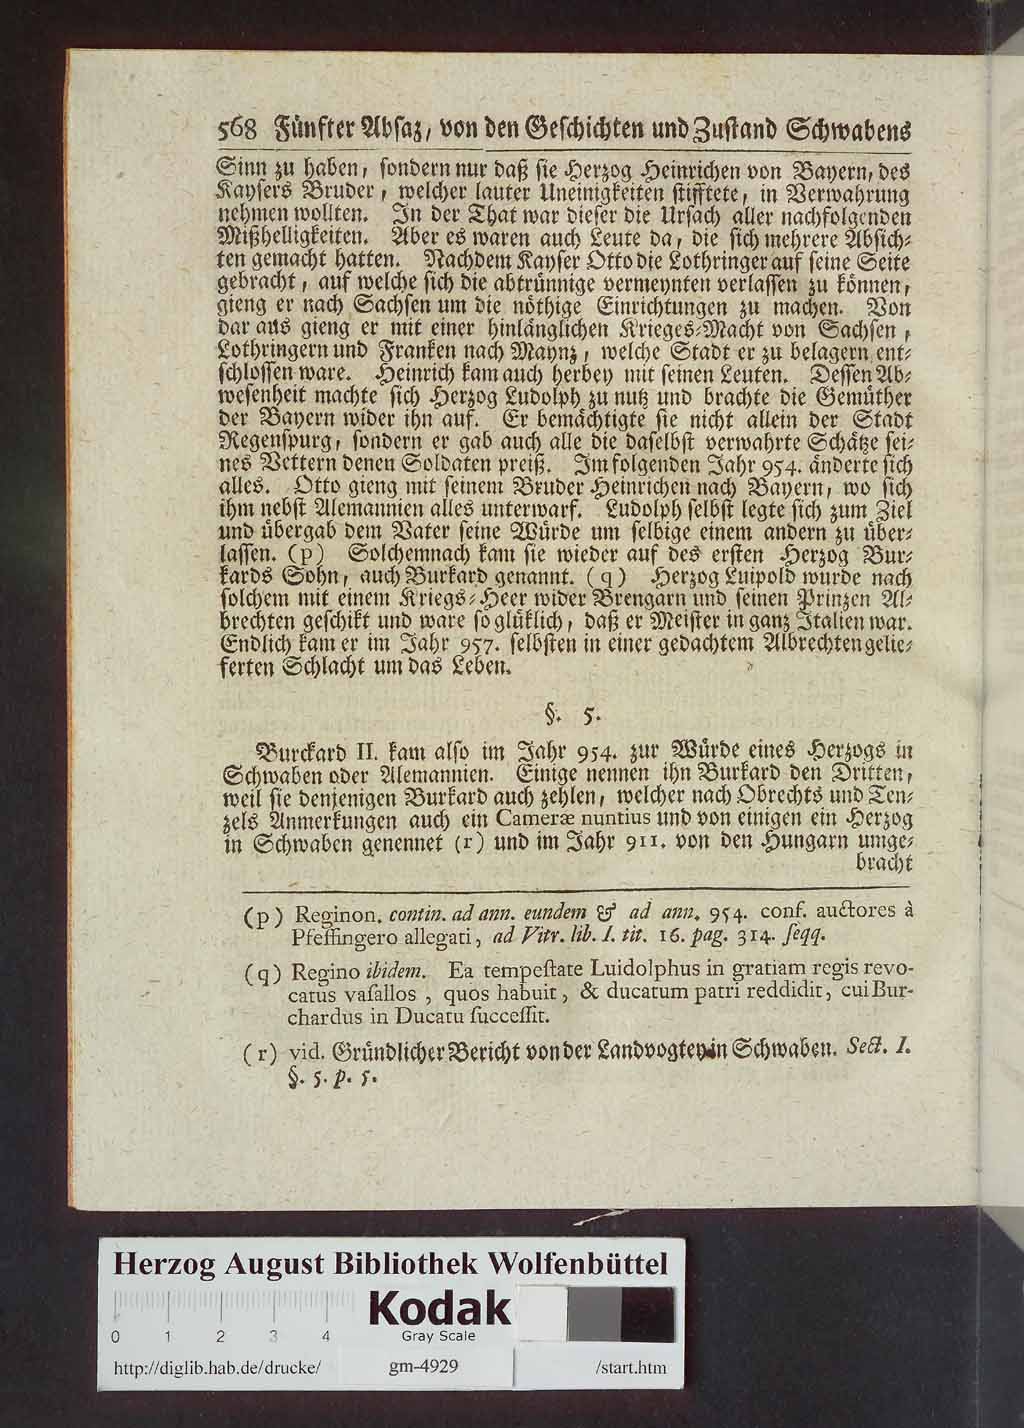 568 Fünfter Absaz, von den Geschichten und Zustand Schwabens
Sinn zu haben, sondern nur daß sie Herzog Heinrichen von Bayern, des
Kaysers Bruder, welcher lauter Uneinigkeiten stifftete, in Verwahrung
nehmen wollten. In der That war dieser die Ursach aller nachfolgenden
Mißhelligkeiten. Aber es waren auch Leute da, die sich mehrere Absich-
ten gemacht hatten. Nachdem Kayser Otto die Lothringer auf seine Seite
gebracht, auf welche sich die abtrünnige vermeynten verlassen zu können,
gieng er nach Sachsen um die nöthige Einrichtungen zu machen. Von
dar aus gieng er mit einer hinlänglichen Krieges-Macht von Sachsen,
Lothringern und Franken nach Maynz, welche Stadt er zu belagern ent-
schlossen ware. Heinrich kam auch herbey mit seinen Leuten. Dessen Ab-
wesenheit machte sich Herzog Ludolph zu nutz und brachte die Gemüther
der Bayern wider ihn auf. Er bemächtigte sie nicht allein der Stadt
Regenspurg, sondern er gab auch alle die daselbst verwahrte Schätze sei-
nes Vettern denen Soldaten preiß. Im folgenden Jahr 954. änderte sich
alles. Otto gieng mit seinem Bruder Heinrichen nach Bayern, wo sich
ihm nebst Alemannien alles unterwarf. Ludolph selbst legte sich zum Ziel
und übergab dem Vater seine Würde um selbige einem andern zu über-
lassen. (p) Solchemnach kam sie wieder auf des ersten Herzog Bur-
kards Sohn, auch Burkard genannt. (q) Herzog Luipold wurde nach
solchem mit einem Kriegs-Heer wider Brengarn und seinen Prinzen Al-
brechten geschikt und ware so glüklich, daß er Meister in ganz Italien war.
Endlich kam er im Jahr 957. selbsten in einer gedachtem Albrechten gelie-
ferten Schlacht um das Leben.
§. 5.
Burckard II. kam also im Jahr 954. zur Würde eines Herzogs in
Schwaben oder Alemannien. Einige nennen ihn Burkard den Dritten,
weil sie denjenigen Burkard auch zehlen, welcher nach Obrechts und Ten-
zels Anmerkungen auch ein Cameræ nuntius und von einigen ein Herzog
in Schwaben genennet (r) und im Jahr 911. von den Hungarn umge-
bracht
(p) Reginon. contin. ad ann. eundem & ad ann. 954. conf. auctores à
Pfeffingero allegati, ad Vitr. lib. I. tit. 16. pag. 314. seqq.
(q) Regino ibidem. Ea tempestate Luidolphus in gratiam regis revo-
catus vasallos, quos habuit, & ducatum patri reddidit, cui Bur-
chardus in Ducatu successit.
(r) vid. Gründlicher Bericht von der Landvogtey in Schwaben. Sect. I.
§. 5. p. 5.
Herzog August Bibliothek Wolfenbüttel
Kodak
0 1 2 3 4 Gray Scale
http://diglib.hab.de/drucke/ gm-4929 /start.htm